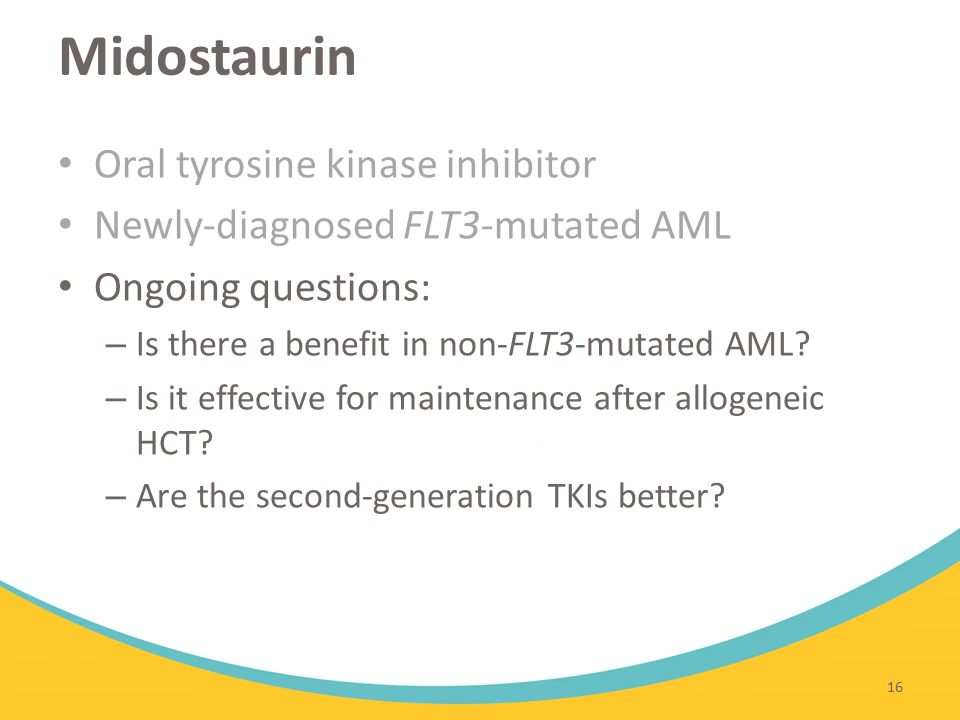 Midostaurin
• Oral tyrosine kinase inhibitor
• Newly-diagnosed FLT3-mutated AML
• Ongoing questions:
– Is there a benefit in non-FLT3-mutated AML?
– Is it effective for maintenance after allogeneic
HCT?
– Are the second-generation TKIs better?
16